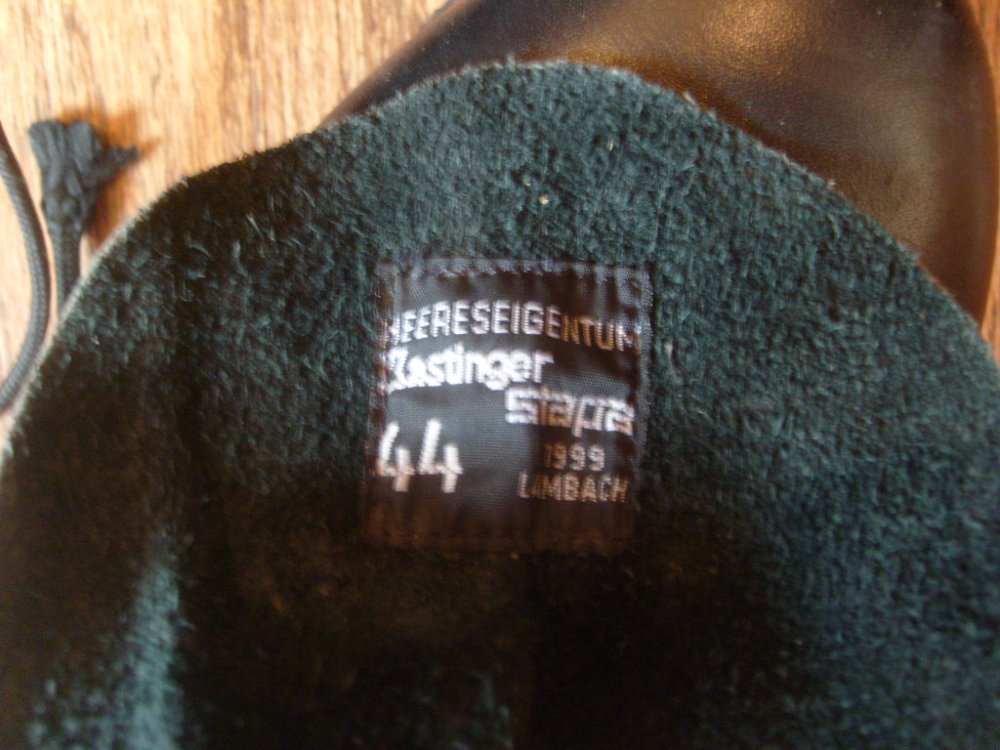 HEERESEIGENTUM
Kastinger
stapa
44
1999
LAMBACH